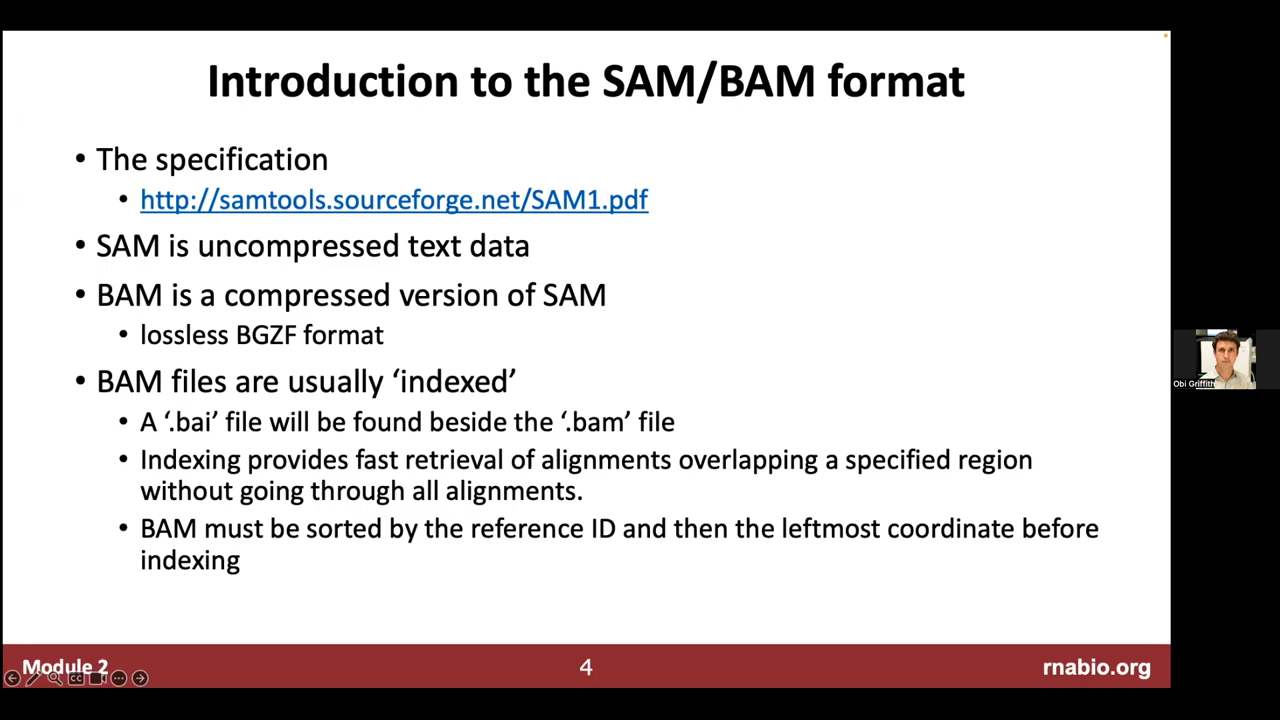 Introduction to the SAM/BAM format
• The specification
• http://samtools.sourceforge.net/SAM1.pdf
• SAM is uncompressed text data
• BAM is a compressed version of SAM
• lossless BGZF format
• BAM files are usually ‘indexed’
• A ‘.bai’ file will be found beside the ‘.bam’ file
• Indexing provides fast retrieval of alignments overlapping a specified region
without going through all alignments.
• BAM must be sorted by the reference ID and then the leftmost coordinate before
indexing
Obi Griffith
Module 2
4
rnabio.org
CC